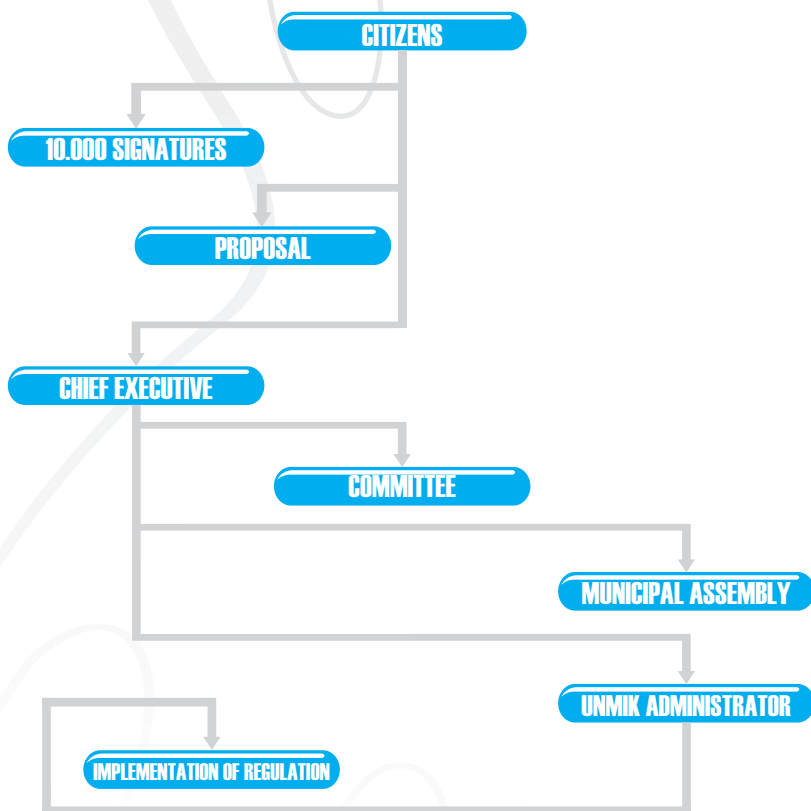 CITIZENS
10.000 SIGNATURES
PROPOSAL
CHIEF EXECUTIVE
COMMITTEE
MUNICIPAL ASSEMBLY
UNMIK ADMINISTRATOR
IMPLEMENTATION OF REGULATION